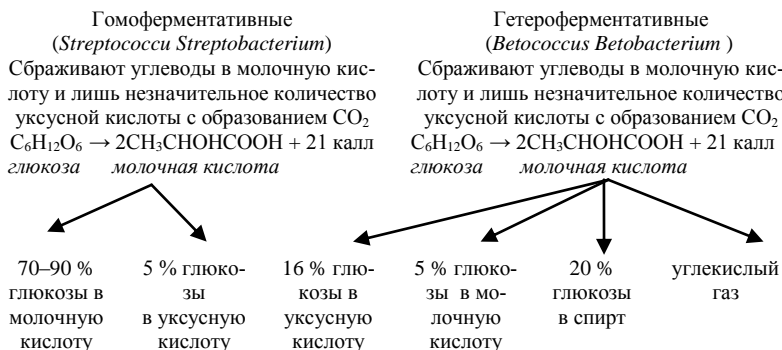 Гомоферментативные
(Streptococcu Streptobacterium)
Сбраживают углеводы в молочную кис-
лоту и лишь незначительное количество
уксусной кислоты с образованием CO₂
C₆H₁₂O₆ → 2CH₃CHOHCOOH + 21 калл
глюкоза молочная кислота
70–90 %
глюкозы в
молочную
кислоту
5 % глюко-
зы
в уксусную
кислоту
Гетероферментативные
(Betococcus Betobacterium )
Сбраживают углеводы в молочную кис-
лоту и лишь незначительное количество
уксусной кислоты с образованием CO₂
C₆H₁₂O₆ → 2CH₃CHOHCOOH + 21 калл
глюкоза молочная кислота
16 % глю-
козы в
уксусную
кислоту
5 % глюко-
зы в мо-
лочную
кислоту
20 %
глюкозы
в спирт
углекислый
газ